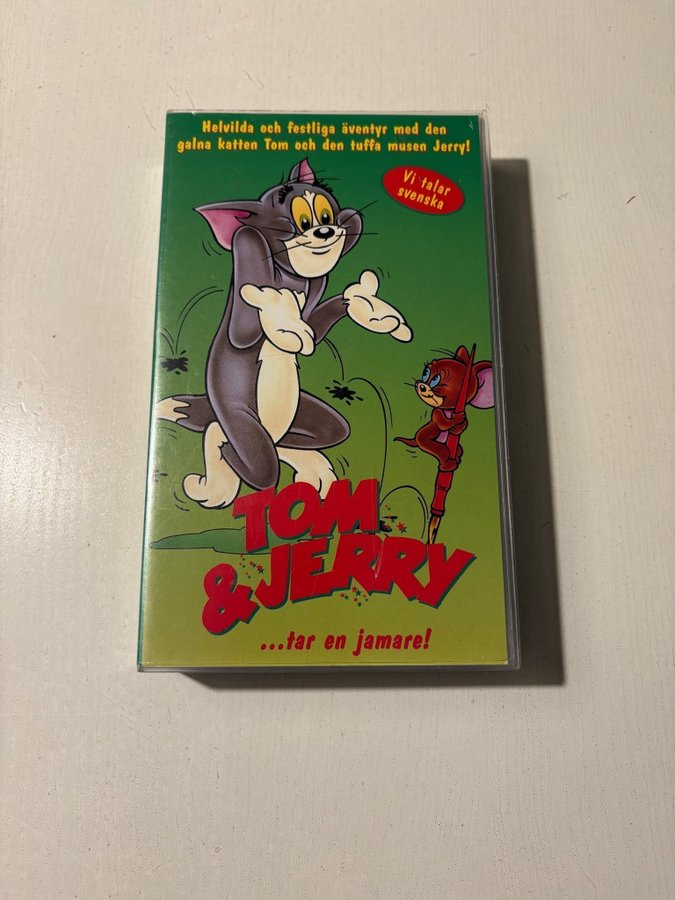 Helvilda och festliga äventyr med den
galna katten Tom och den tuffa musen Jerry!
Vi talar
svenska
TOM
& JERRY
...tar en jamare!